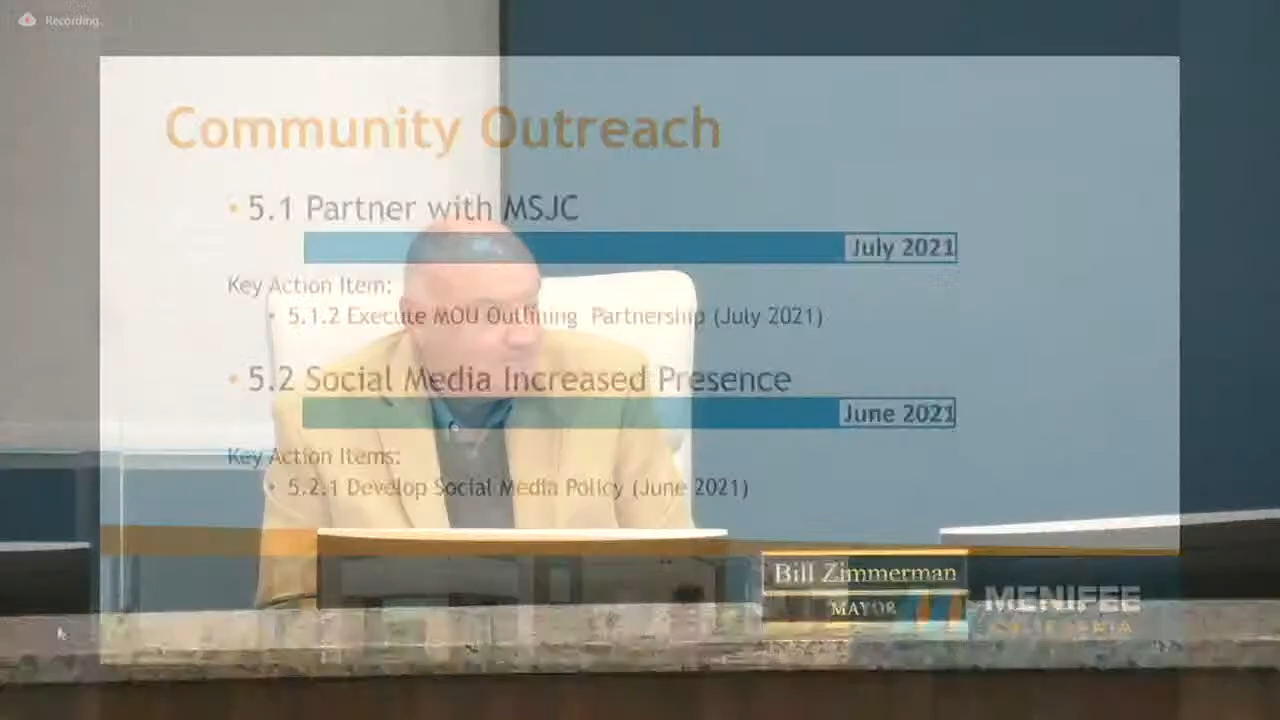 Recording...
Community Outreach
• 5.1 Partner with MSJC
July 2021
Key Action Item:
• 5.1.2 Execute MOU Outlining Partnership (July 2021)
• 5.2 Social Media Increased Presence
June 2021
Key Action Items:
• 5.2.1 Develop Social Media Policy (June 2021)
Bill Zimmerman
MAYOR
MENIFEE
CALIFORNIA